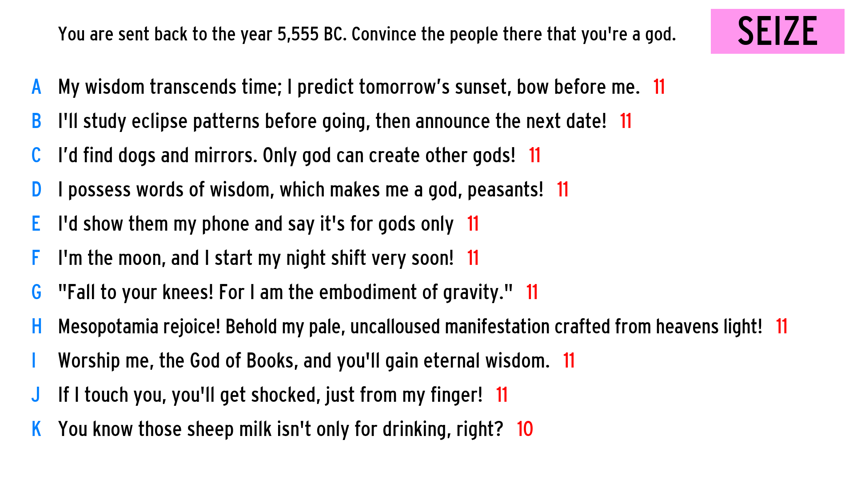 You are sent back to the year 5,555 BC. Convince the people there that you're a god.
SEIZE
A My wisdom transcends time; I predict tomorrow’s sunset, bow before me. 11
B I'll study eclipse patterns before going, then announce the next date! 11
C I’d find dogs and mirrors. Only god can create other gods! 11
D I possess words of wisdom, which makes me a god, peasants! 11
E I'd show them my phone and say it's for gods only 11
F I'm the moon, and I start my night shift very soon! 11
G "Fall to your knees! For I am the embodiment of gravity." 11
H Mesopotamia rejoice! Behold my pale, uncalloused manifestation crafted from heavens light! 11
I Worship me, the God of Books, and you'll gain eternal wisdom. 11
J If I touch you, you'll get shocked, just from my finger! 11
K You know those sheep milk isn't only for drinking, right? 10